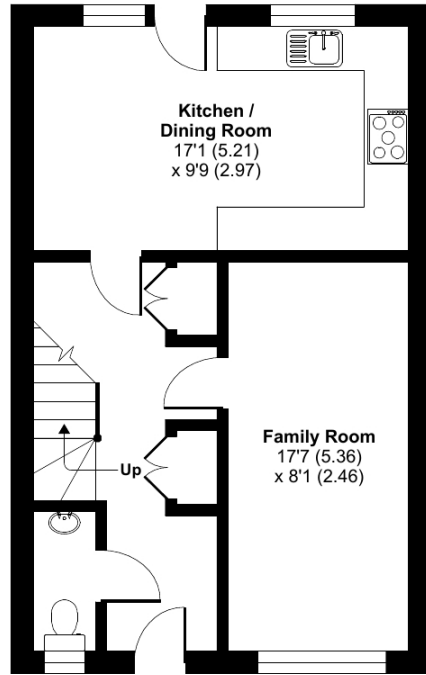 Kitchen /
Dining Room
17'1 (5.21)
x 9'9 (2.97)
Family Room
17'7 (5.36)
x 8'1 (2.46)
Up